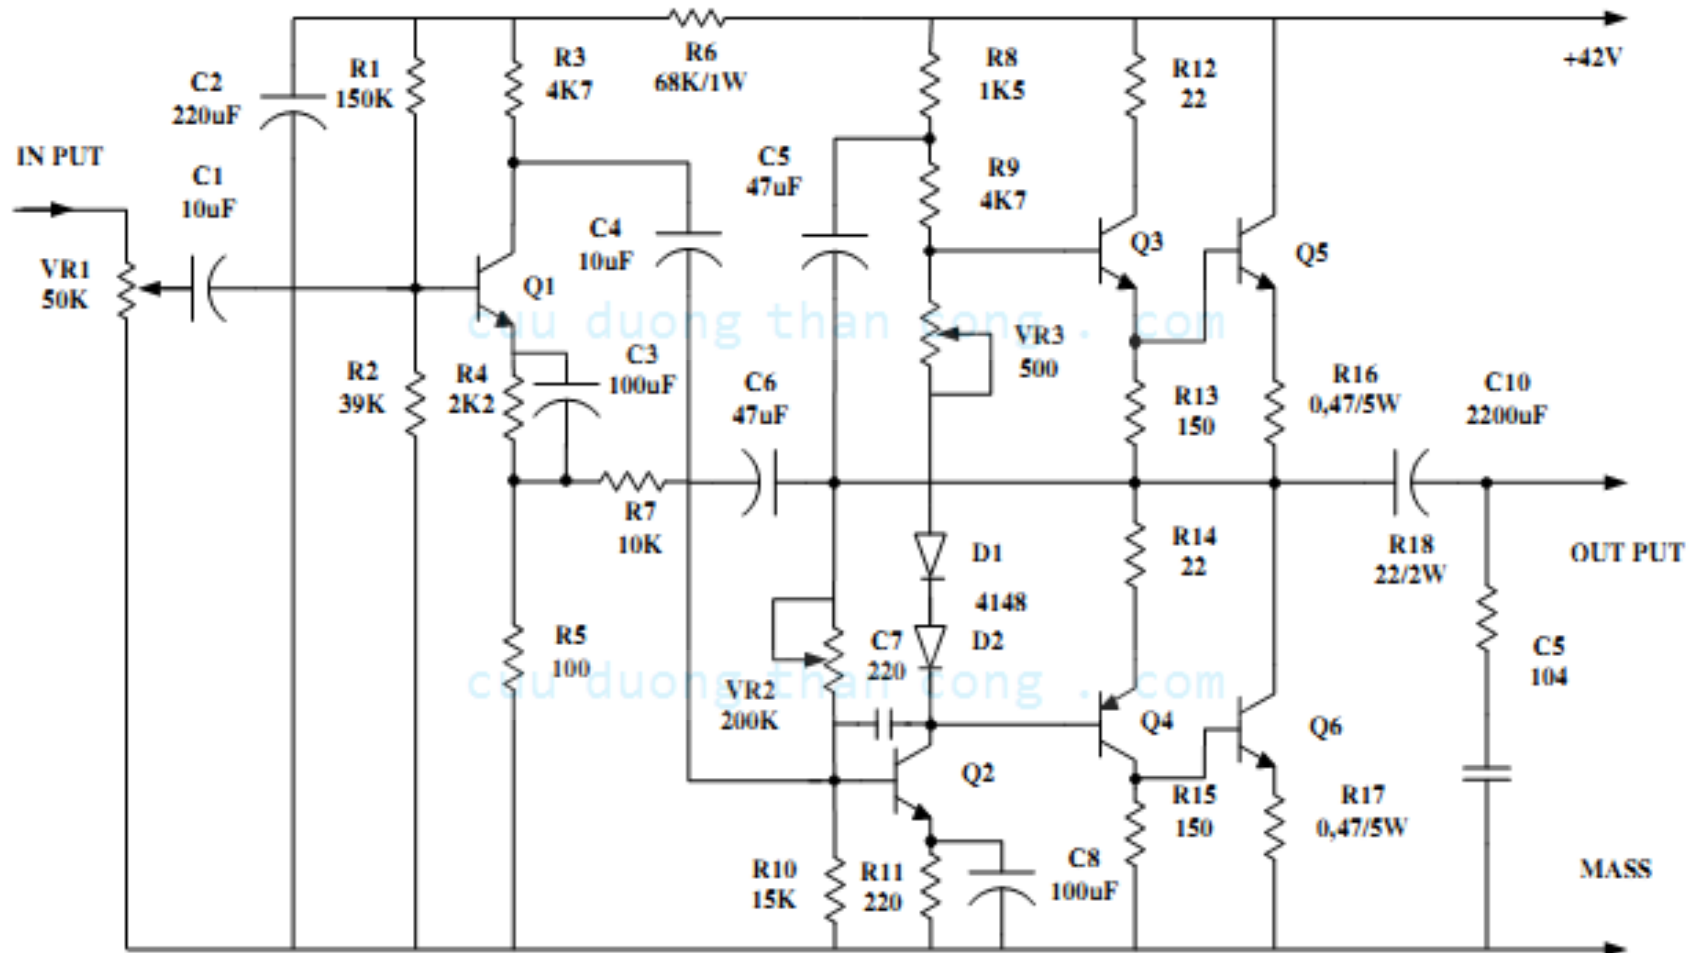 R6
68K/1W
+42V
C2
220uF
R1
150K
R3
4K7
R8
1K5
R12
22
IN PUT
C1
10uF
C5
47uF
R9
4K7
C4
10uF
Q3
Q5
VR1
50K
Q1
cuu duong than cong . com
VR3
500
R2
39K
R4
2K2
C3
100uF
C6
47uF
R13
150
R16
0,47/5W
C10
2200uF
R7
10K
D1
4148
D2
R14
22
R18
22/2W
OUT PUT
R5
100
C7
220
C5
104
cuu duong than cong . com
VR2
200K
Q4
Q6
Q2
R15
150
R17
0,47/5W
R10
15K
R11
220
C8
100uF
MASS